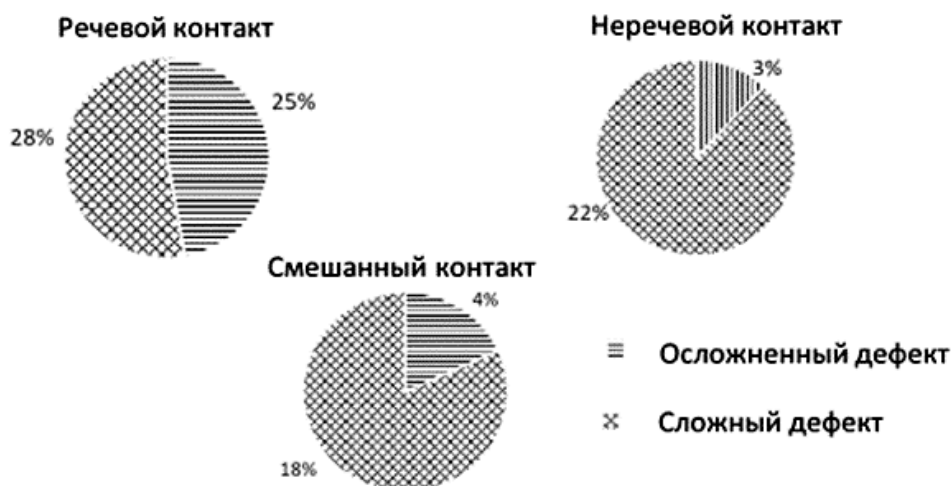 Речевой контакт
28%
25%
Неречевой контакт
3%
22%
Смешанный контакт
4%
18%
Осложненный дефект
Сложный дефект